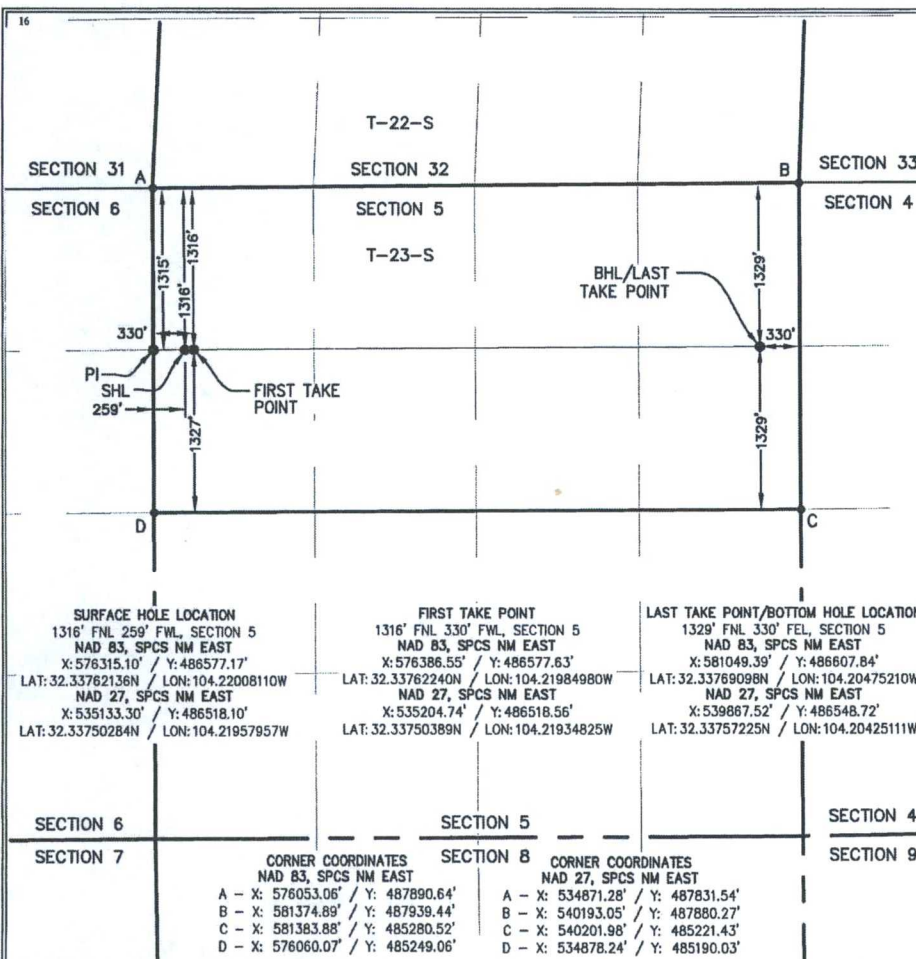 16
T-22-S
SECTION 31
A
SECTION 32
B
SECTION 33
SECTION 6
SECTION 5
SECTION 4
T-23-S
1315'
1316'
1316'
BHL/LAST
TAKE POINT
1329'
330'
330'
PI
SHL
FIRST TAKE
POINT
259'
1327'
1329'
D
C
SURFACE HOLE LOCATION
1316' FNL 259' FWL, SECTION 5
NAD 83, SPCS NM EAST
X:576315.10' / Y:486577.17'
LAT:32.33762136N / LON:104.22008110W
NAD 27, SPCS NM EAST
X:535133.30' / Y:486518.10'
LAT:32.33750284N / LON:104.21957957W
FIRST TAKE POINT
1316' FNL 330' FWL, SECTION 5
NAD 83, SPCS NM EAST
X:576386.55' / Y:486577.63'
LAT:32.33762240N / LON:104.21984980W
NAD 27, SPCS NM EAST
X:535204.74' / Y:486518.56'
LAT:32.33750389N / LON:104.21934825W
LAST TAKE POINT/BOTTOM HOLE LOCATION
1329' FNL 330' FEL, SECTION 5
NAD 83, SPCS NM EAST
X:581049.39' / Y:486607.84'
LAT:32.33769098N / LON:104.20475210W
NAD 27, SPCS NM EAST
X:539867.52' / Y:486548.72'
LAT:32.33757225N / LON:104.20425111W
SECTION 6
SECTION 5
SECTION 4
SECTION 7
SECTION 8
SECTION 9
CORNER COORDINATES
NAD 83, SPCS NM EAST
A - X: 576053.06' / Y: 487890.64'
B - X: 581374.89' / Y: 487939.44'
C - X: 581383.88' / Y: 485280.52'
D - X: 576060.07' / Y: 485249.06'
CORNER COORDINATES
NAD 27, SPCS NM EAST
A - X: 534871.28' / Y: 487831.54'
B - X: 540193.05' / Y: 487880.27'
C - X: 540201.98' / Y: 485221.43'
D - X: 534878.24' / Y: 485190.03'